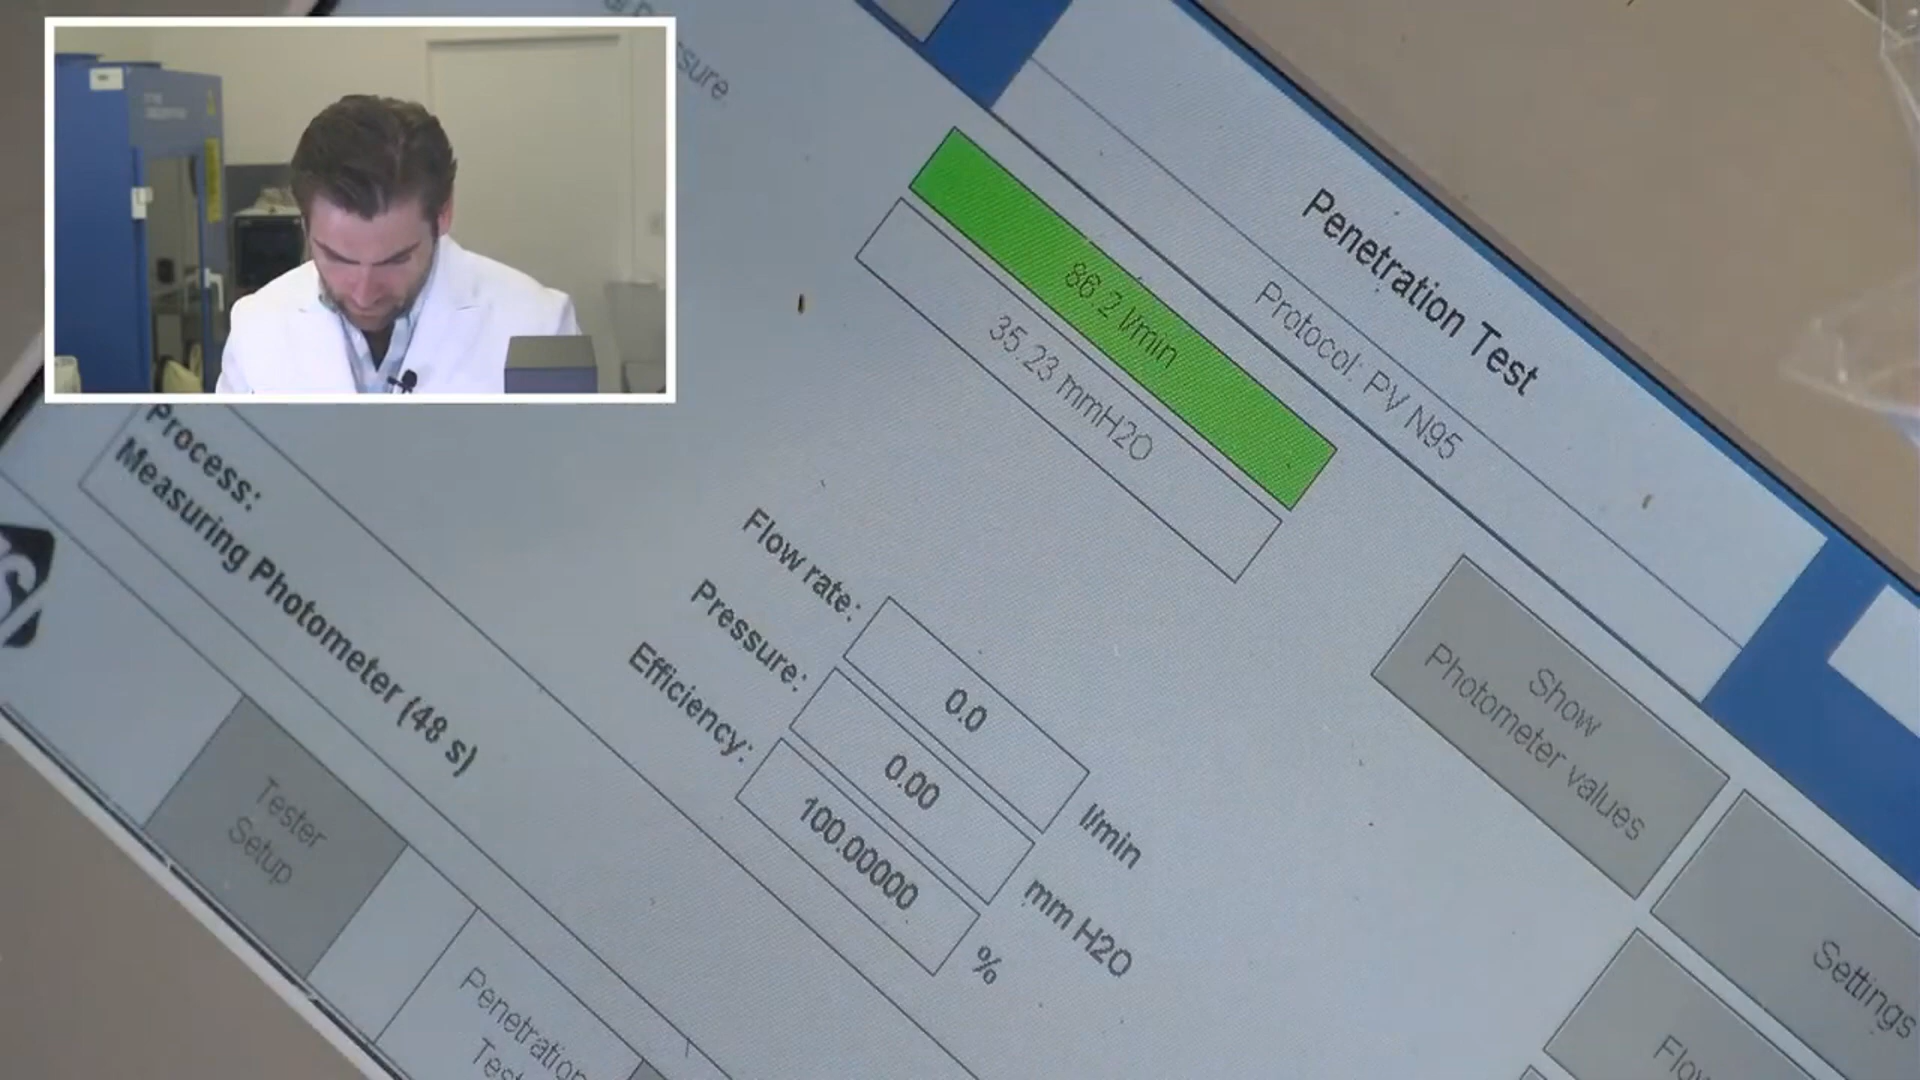 Penetration Test
Protocol: PV N95
86.2 l/min
35.23 mmH2O
Flow rate:
0.0
l/min
Pressure:
0.00
mm H2O
Efficiency:
100.00000
%
Process:
Measuring Photometer (48 s)
Show
Photometer values
Settings
Tester
Setup
Penetration